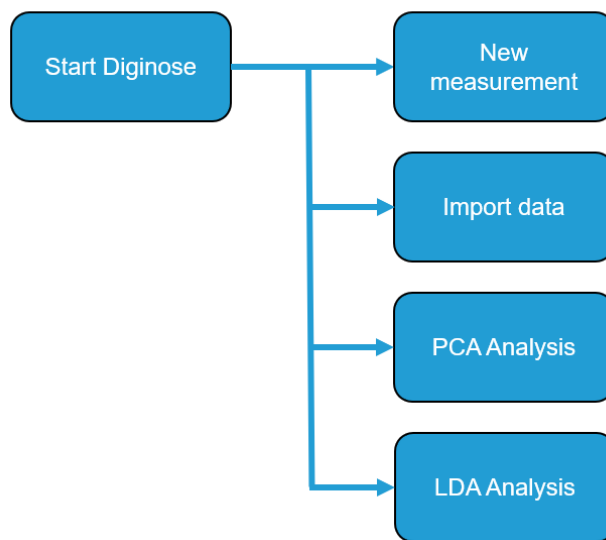 Start Diginose
New
measurement
Import data
PCA Analysis
LDA Analysis